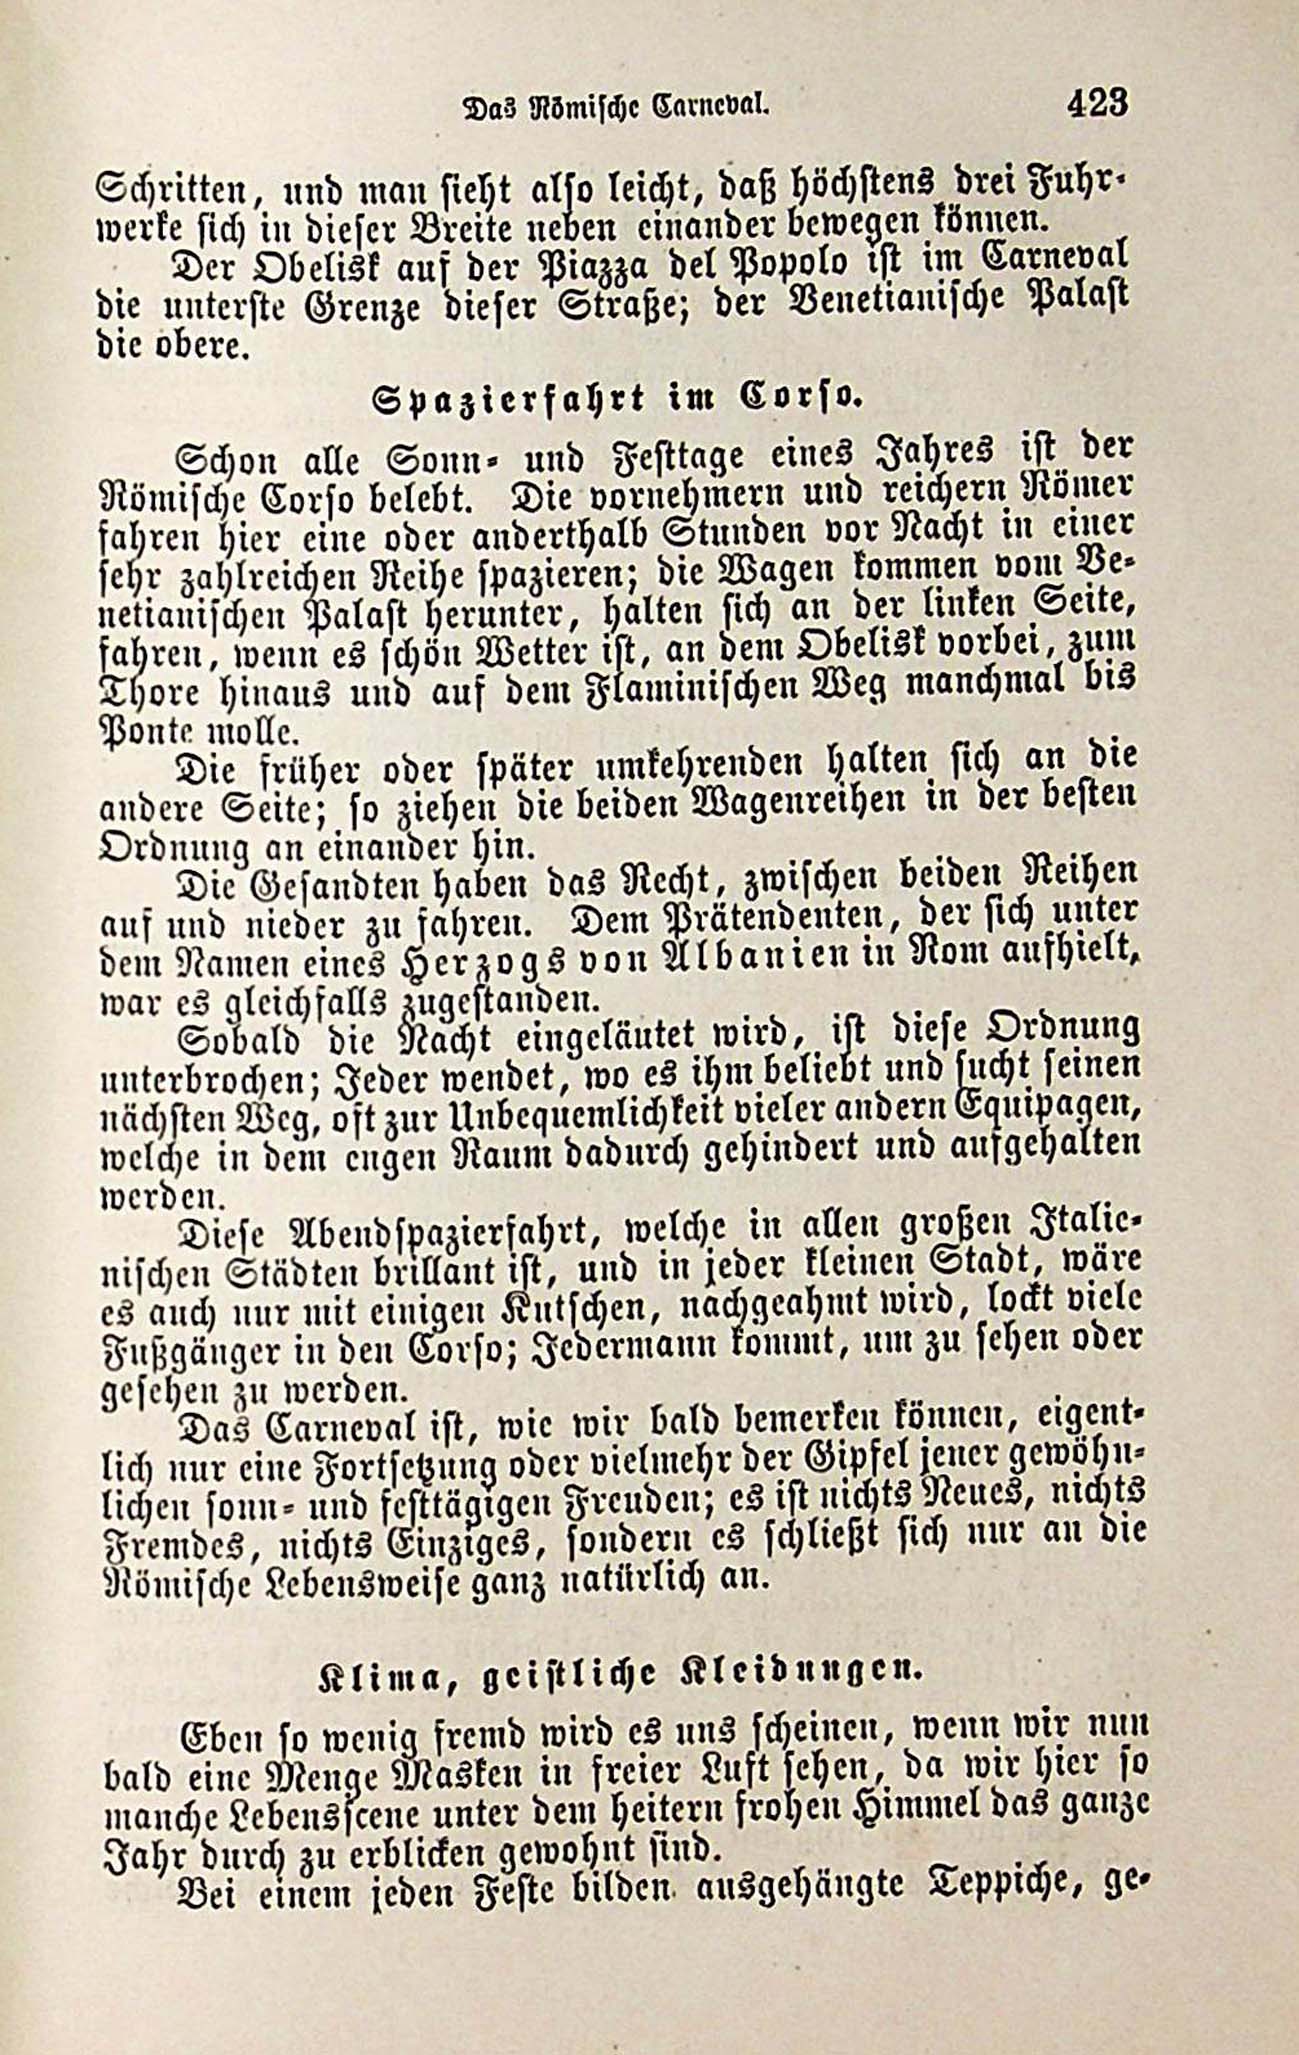 Das Römische Carneval. 423
Schritten, und man sieht also leicht, daß höchstens drei Fuhr-
werke sich in dieser Breite neben einander bewegen können.
Der Obelisk auf der Piazza del Popolo ist im Carneval
die unterste Grenze dieser Straße; der Venetianische Palast
die obere.
Spazierfahrt im Corso.
Schon alle Sonn- und Festtage eines Jahres ist der
Römische Corso belebt. Die vornehmern und reichern Römer
fahren hier eine oder anderthalb Stunden vor Nacht in einer
sehr zahlreichen Reihe spazieren; die Wagen kommen vom Ve-
netianischen Palast herunter, halten sich an der linken Seite,
fahren, wenn es schön Wetter ist, an dem Obelisk vorbei, zum
Thore hinaus und auf dem Flaminischen Weg manchmal bis
Ponte molle.
Die früher oder später umkehrenden halten sich an die
andere Seite; so ziehen die beiden Wagenreihen in der besten
Ordnung an einander hin.
Die Gesandten haben das Recht, zwischen beiden Reihen
auf und nieder zu fahren. Dem Prätendenten, der sich unter
dem Namen eines Herzogs von Albanien in Rom aufhielt,
war es gleichfalls zugestanden.
Sobald die Nacht eingeläutet wird, ist diese Ordnung
unterbrochen; Jeder wendet, wo es ihm beliebt und sucht seinen
nächsten Weg, oft zur Unbequemlichkeit vieler andern Equipagen,
welche in dem engen Raum dadurch gehindert und aufgehalten
werden.
Diese Abendspazierfahrt, welche in allen großen Italie-
nischen Städten brillant ist, und in jeder kleinen Stadt, wäre
es auch nur mit einigen Kutschen, nachgeahmt wird, lockt viele
Fußgänger in den Corso; Jedermann kommt, um zu sehen oder
gesehen zu werden.
Das Carneval ist, wie wir bald bemerken können, eigent-
lich nur eine Fortsetzung oder vielmehr der Gipfel jener gewöhn-
lichen sonn- und festtägigen Freuden; es ist nichts Neues, nichts
Fremdes, nichts Einziges, sondern es schließt sich nur an die
Römische Lebensweise ganz natürlich an.
Klima, geistliche Kleidungen.
Eben so wenig fremd wird es uns scheinen, wenn wir nun
bald eine Menge Masken in freier Luft sehen, da wir hier so
manche Lebensscene unter dem heitern frohen Himmel das ganze
Jahr durch zu erblicken gewohnt sind.
Bei einem jeden Feste bilden ausgehängte Teppiche, ge-